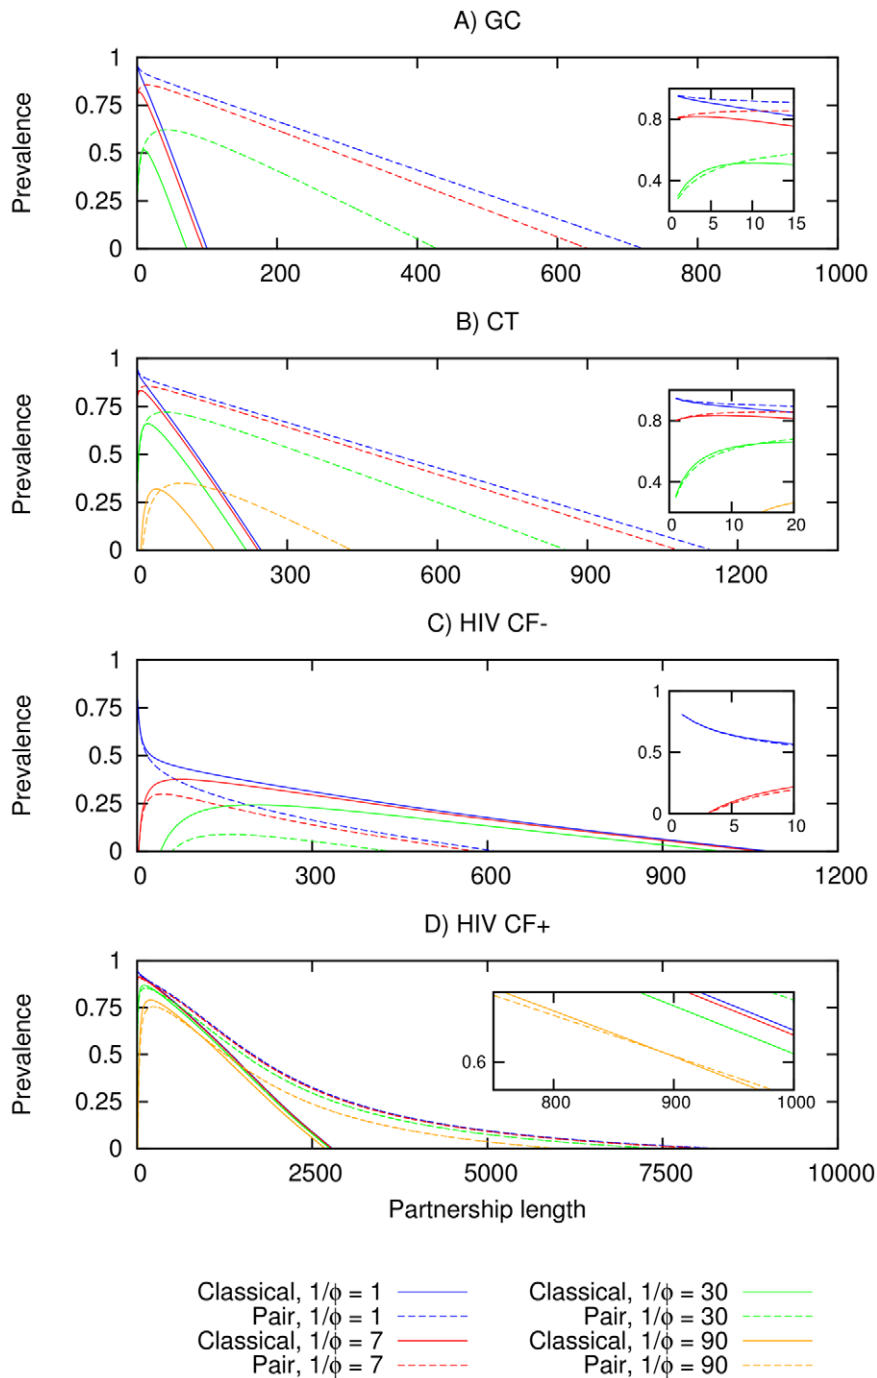 A) GC
Prevalence
1
0.75
0.5
0.25
0
0 200 400 600 800 1000
0.8
0.4
0 5 10 15
B) CT
Prevalence
1
0.75
0.5
0.25
0
0 300 600 900 1200
0.8
0.4
0 10 20
C) HIV CF-
Prevalence
1
0.75
0.5
0.25
0
0 300 600 900 1200
1
0.5
0
0 5 10
D) HIV CF+
Prevalence
1
0.75
0.5
0.25
0
0 2500 5000 7500 10000
0.6
800 900 1000
Partnership length
Classical, 1/ϕ = 1 Classical, 1/ϕ = 30
Pair, 1/ϕ = 1 Pair, 1/ϕ = 30
Classical, 1/ϕ = 7 Classical, 1/ϕ = 90
Pair, 1/ϕ = 7 Pair, 1/ϕ = 90